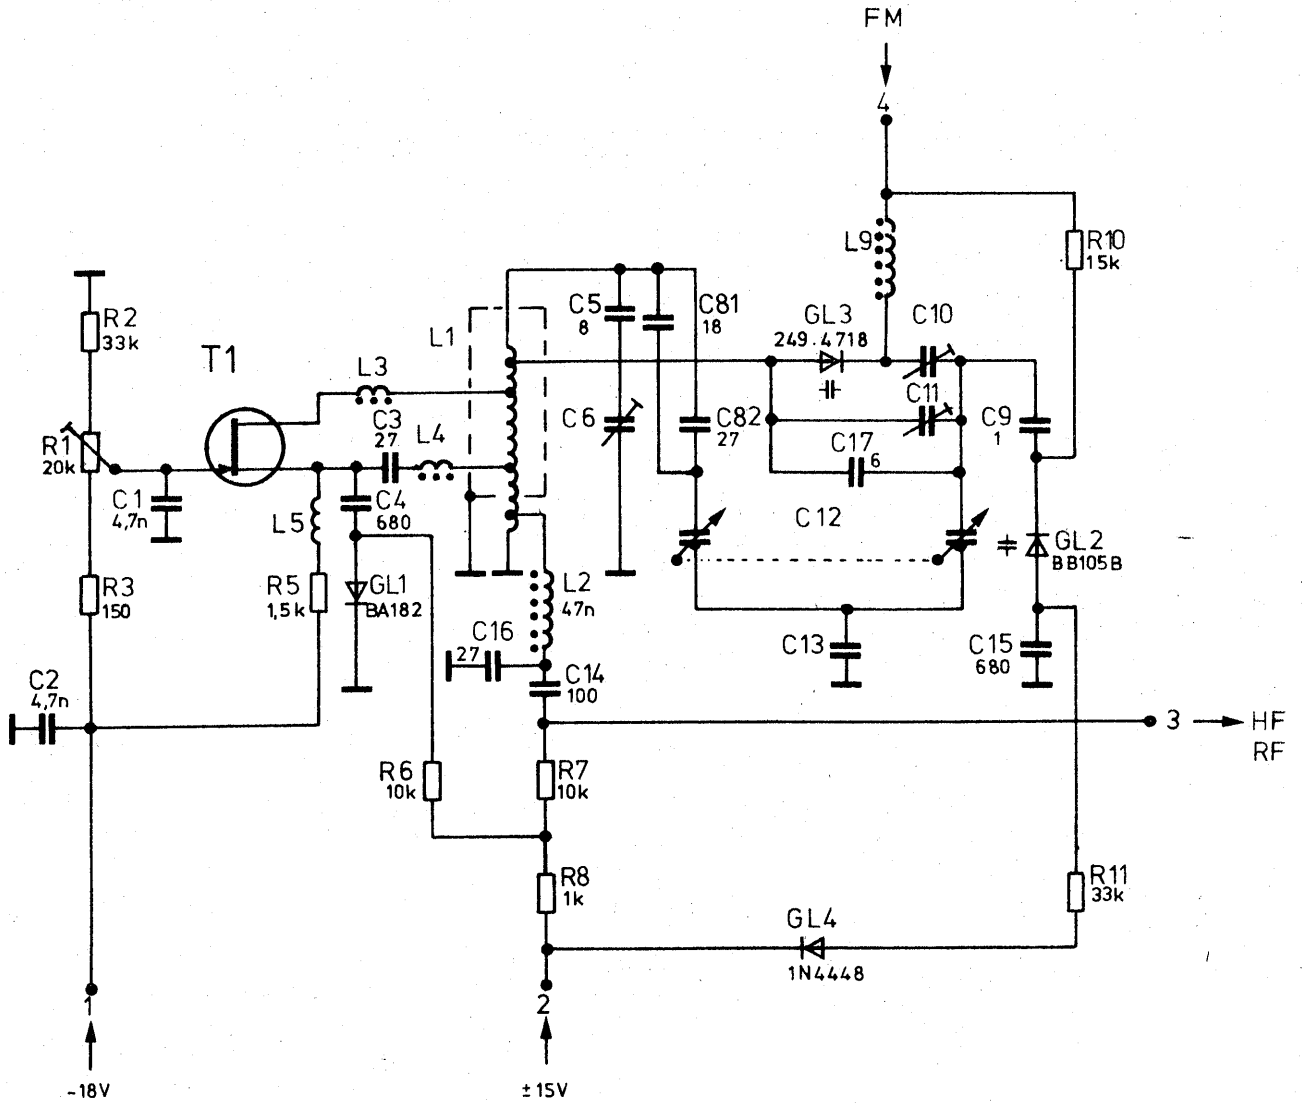 FM
4
L9
R10
15k
R2
33k
T1
L3
L1
C5
8
C81
18
GL3
249.4718
C10
R1
20k
C3
27
L4
C6
C82
27
C11
C9
1
C17
6
C1
4,7n
L5
C4
680
C12
GL2
BB105B
R3
150
R5
1,5k
GL1
BA182
L2
47n
C16
27
C14
100
C13
C15
680
C2
4,7n
3
HF
RF
R6
10k
R7
10k
R8
1k
R11
33k
GL4
1N4448
1
2
-18V
±15V